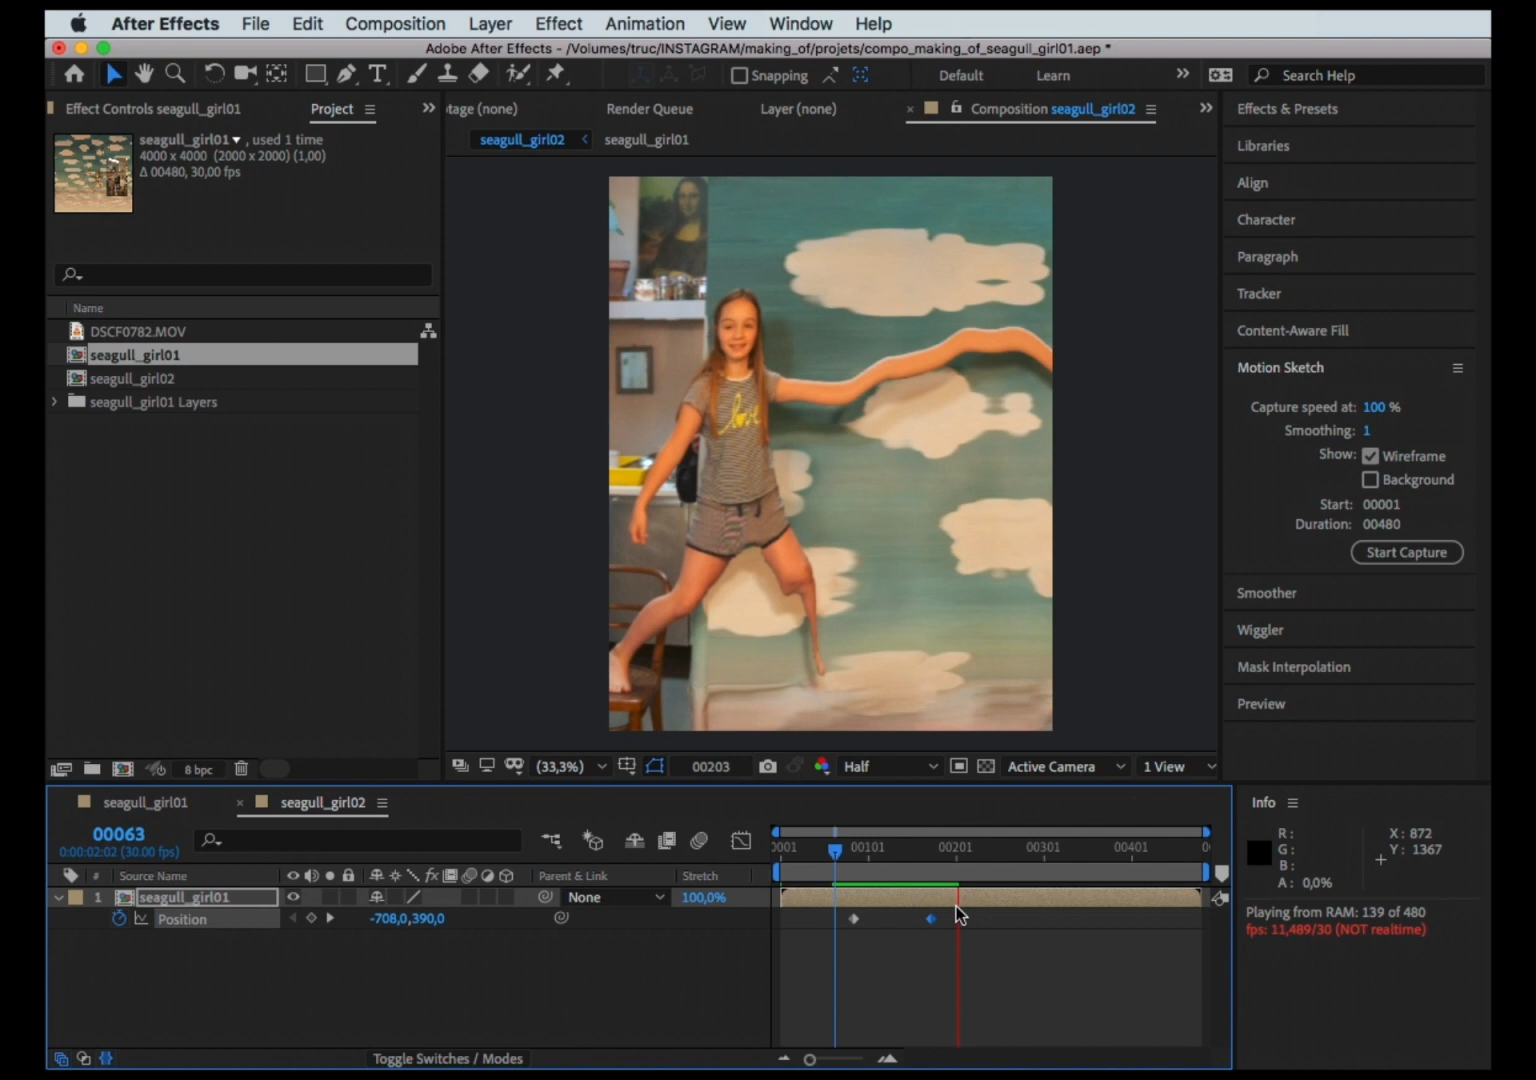 After Effects File Edit Composition Layer Effect Animation View Window Help
Adobe After Effects - /Volumes/truc/INSTAGRAM/making_of/projets/compo_making_of_seagull_girl01.aep *
Snapping Default Learn Search Help
Effect Controls seagull_girl01 Project
tage (none) Render Queue Layer (none) Composition seagull_girl02
seagull_girl02 seagull_girl01
seagull_girl01 , used 1 time
4000 x 4000 (2000 x 2000) (1,00)
Δ 00480, 30,00 fps
Name
DSCF0782.MOV
seagull_girl01
seagull_girl02
seagull_girl01 Layers
8 bpc
love
(33,3%) 00203 Half Active Camera 1 View
Effects & Presets
Libraries
Align
Character
Paragraph
Tracker
Content-Aware Fill
Motion Sketch
Capture speed at: 100 %
Smoothing: 1
Show: Wireframe
Background
Start: 00001
Duration: 00480
Start Capture
Smoother
Wiggler
Mask Interpolation
Preview
seagull_girl01 seagull_girl02
00063
0:00:02:02 (30.00 fps)
0001 00101 00201 00301 00401 0
# Source Name fx Parent & Link Stretch
1 seagull_girl01 None 100,0%
Position -708,0,390,0
Toggle Switches / Modes
Info
R: X: 872
G: Y: 1367
B:
A: 0,0%
Playing from RAM: 139 of 480
fps: 11,489/30 (NOT realtime)